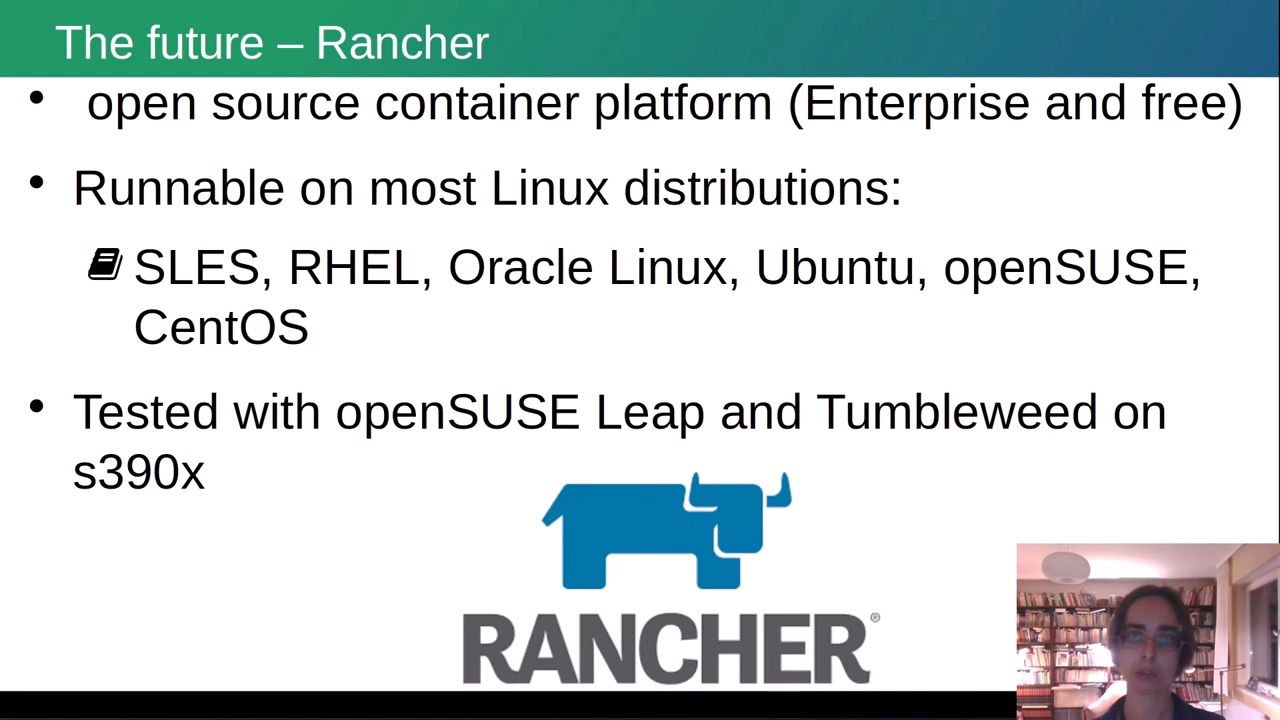 The future – Rancher
• open source container platform (Enterprise and free)
• Runnable on most Linux distributions:
SLES, RHEL, Oracle Linux, Ubuntu, openSUSE,
CentOS
• Tested with openSUSE Leap and Tumbleweed on
s390x
RANCHER®